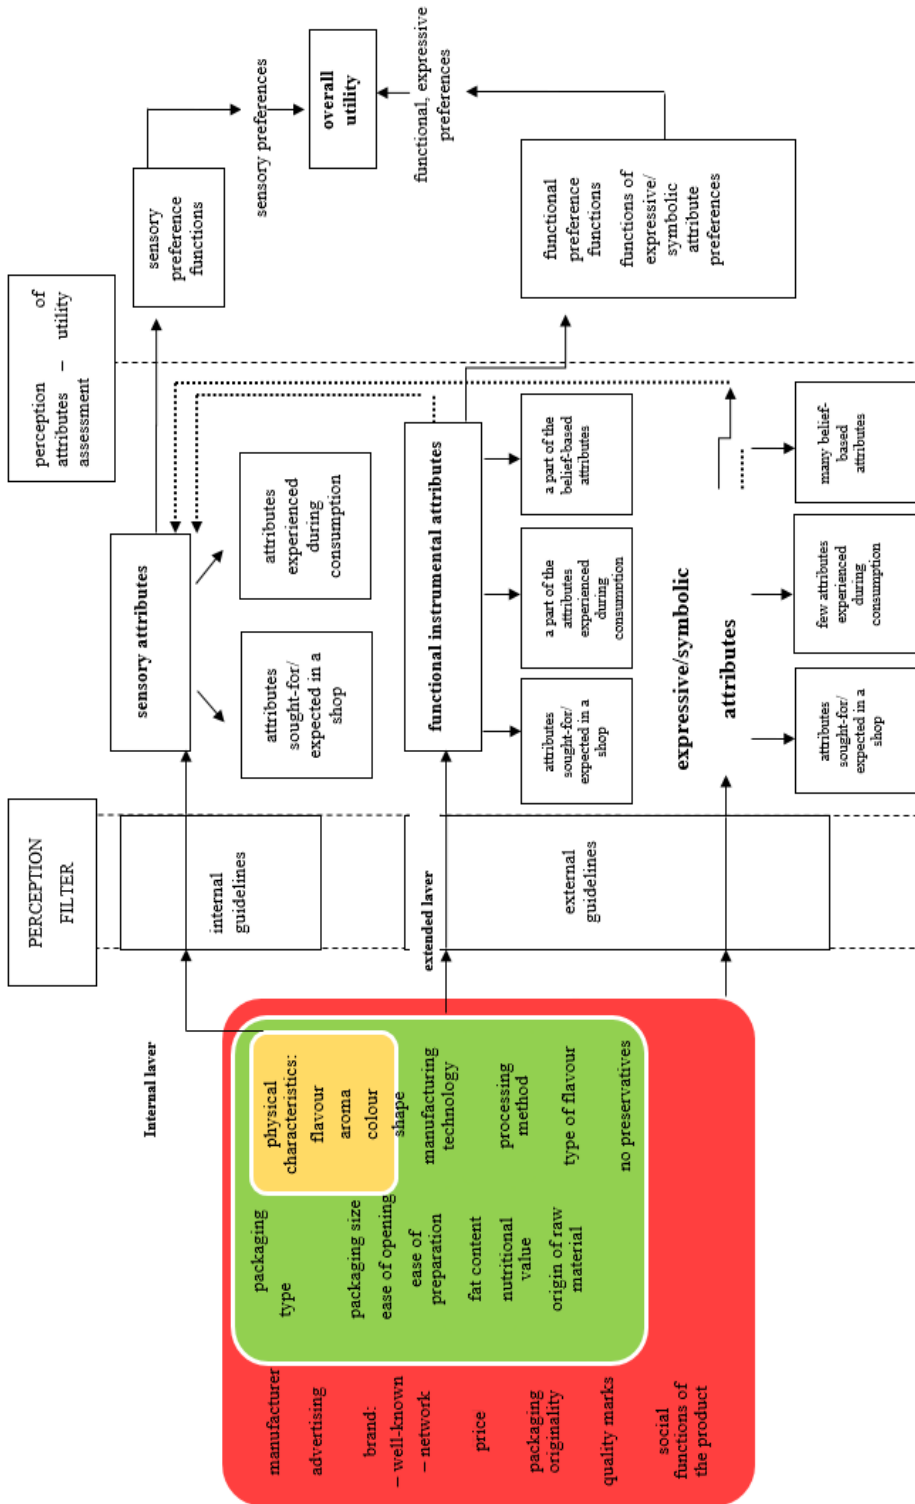 PERCEPTION
FILTER
perception of
attributes – utility
assessment
Internal laver
physical
characteristics:
flavour
aroma
colour
shape
manufacturing
technology
processing
method
type of flavour
no preservatives
packaging
type
packaging size
ease of opening
ease of
preparation
fat content
nutritional
value
origin of raw
material
manufacturer
advertising
brand:
– well-known
– network
price
packaging
originality
quality marks
social
functions of
the product
internal
guidelines
extended laver
external
guidelines
sensory attributes
attributes
sought-for/
expected in a
shop
attributes
experienced
during
consumption
functional instrumental attributes
attributes
sought-for/
expected in a
shop
a part of the
attributes
experienced
during
consumption
a part of the
belief-based
attributes
expressive/symbolic
attributes
attributes
sought-for/
expected in a
shop
few attributes
experienced
during
consumption
many belief-
based
attributes
sensory
preference
functions
sensory preferences
overall
utility
functional, expressive
preferences
functional
preference
functions
functions of
expressive/
symbolic
attribute
preferences